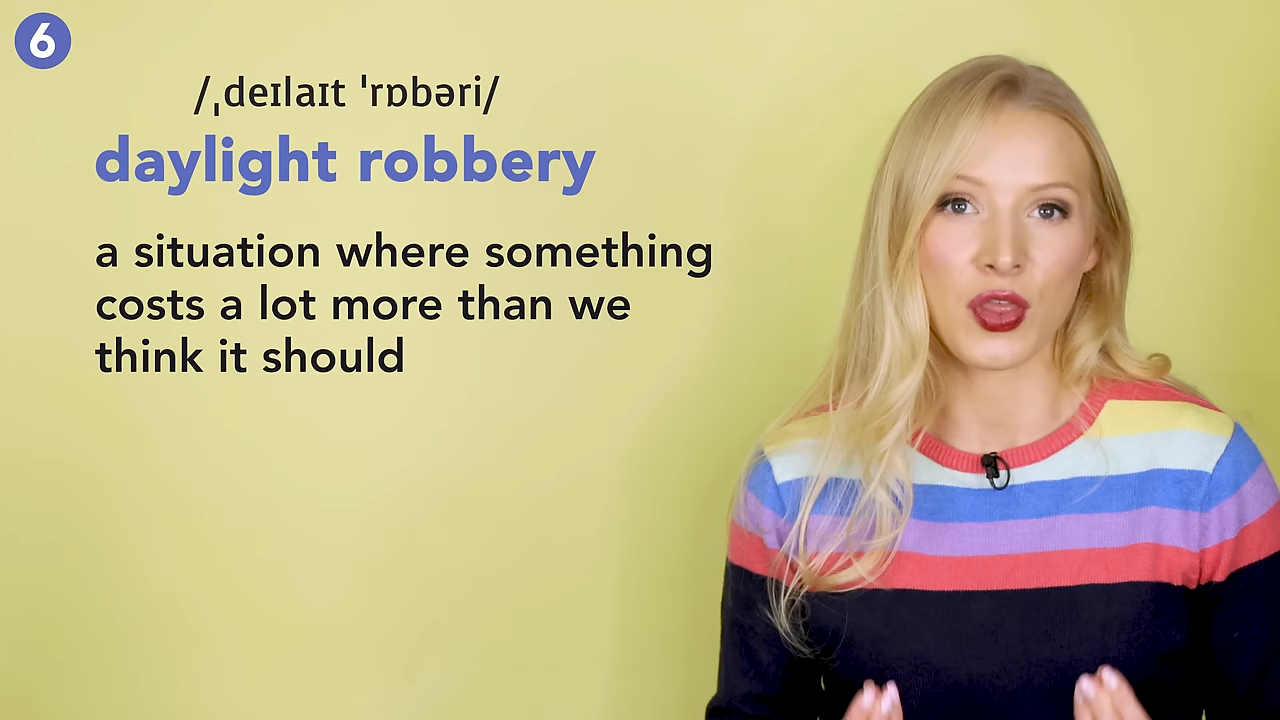 6
/ˌdeɪlaɪt ˈrɒbəri/
daylight robbery
a situation where something
costs a lot more than we
think it should